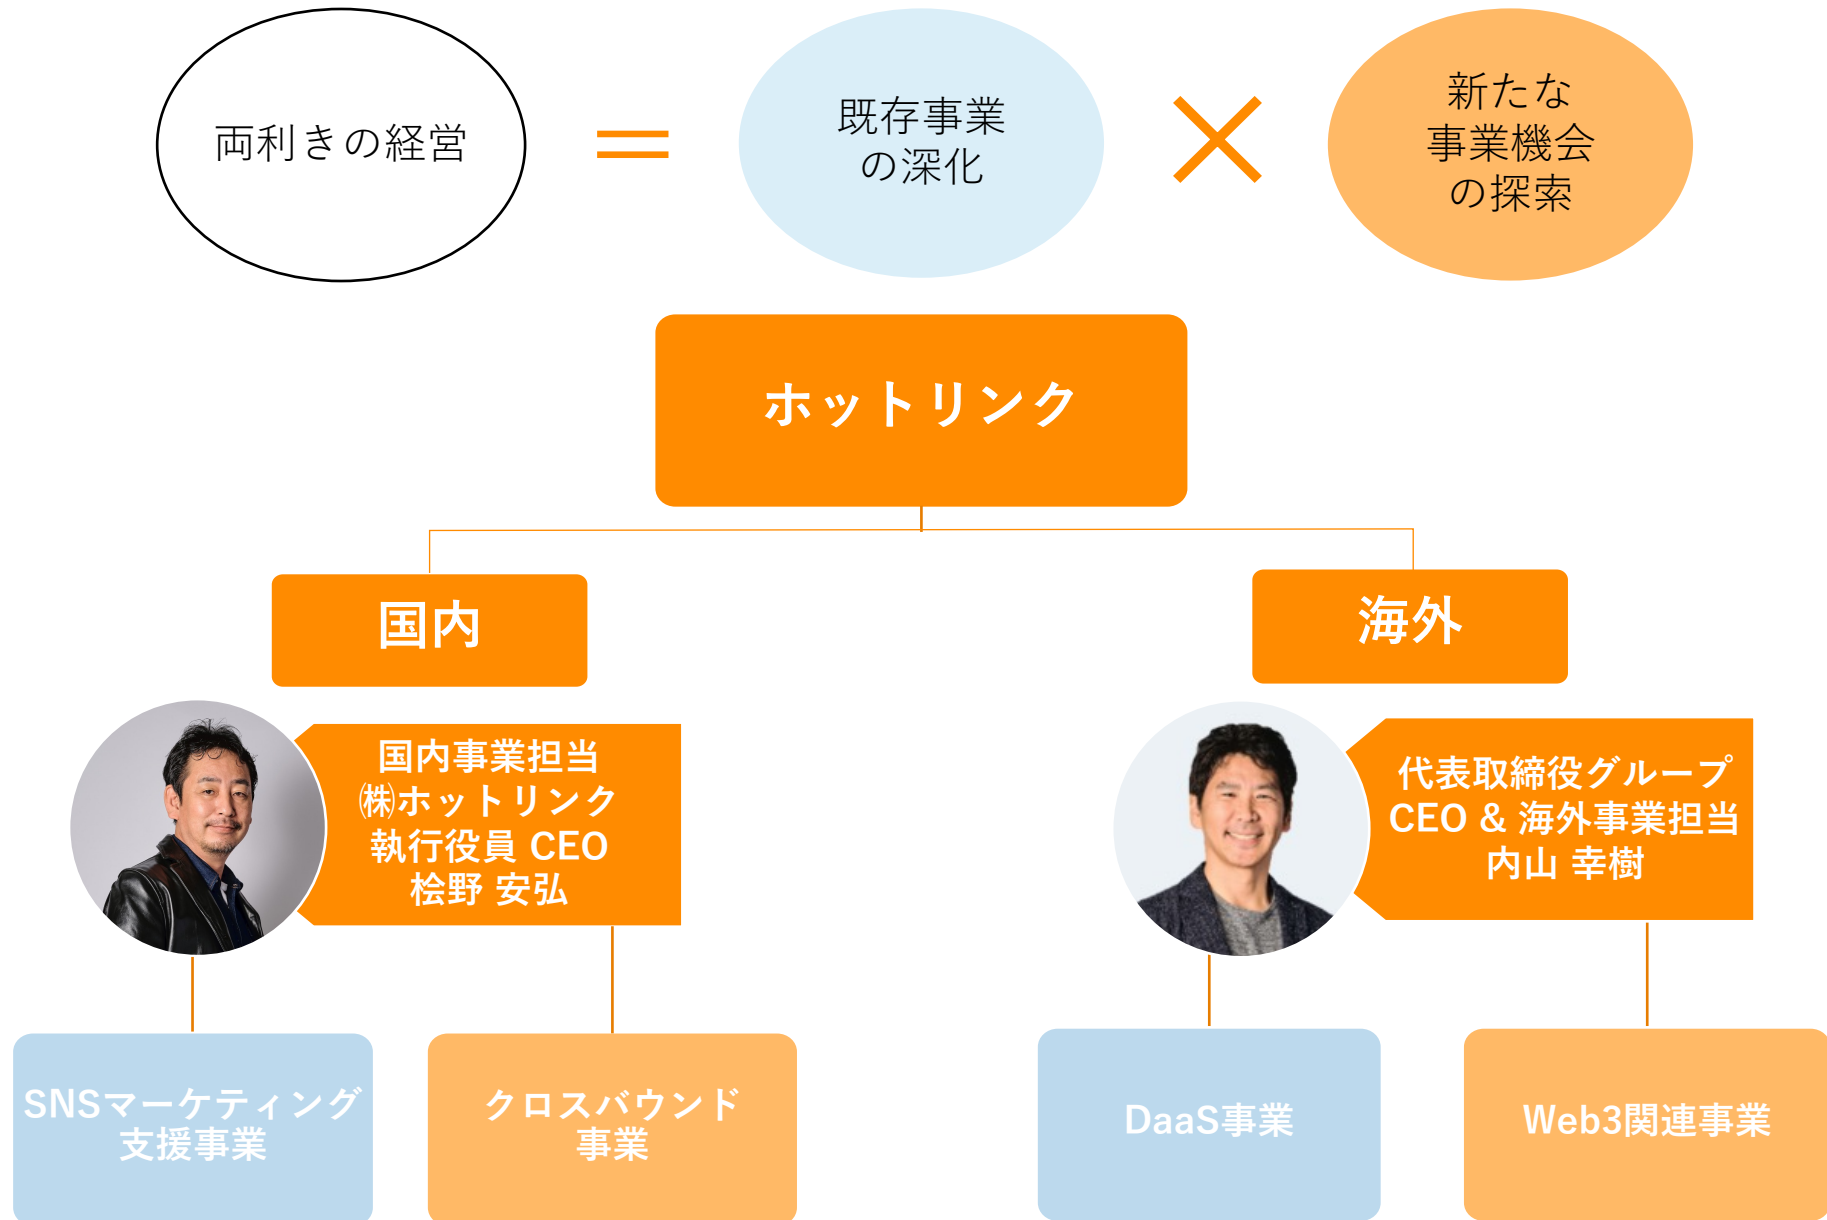 両利きの経営
＝
既存事業
の深化
×
新たな
事業機会
の探索
ホットリンク
国内
海外
国内事業担当
㈱ホットリンク
執行役員 CEO
桧野 安弘
代表取締役グループ
CEO & 海外事業担当
内山 幸樹
SNSマーケティング
支援事業
クロスバウンド
事業
DaaS事業
Web3関連事業